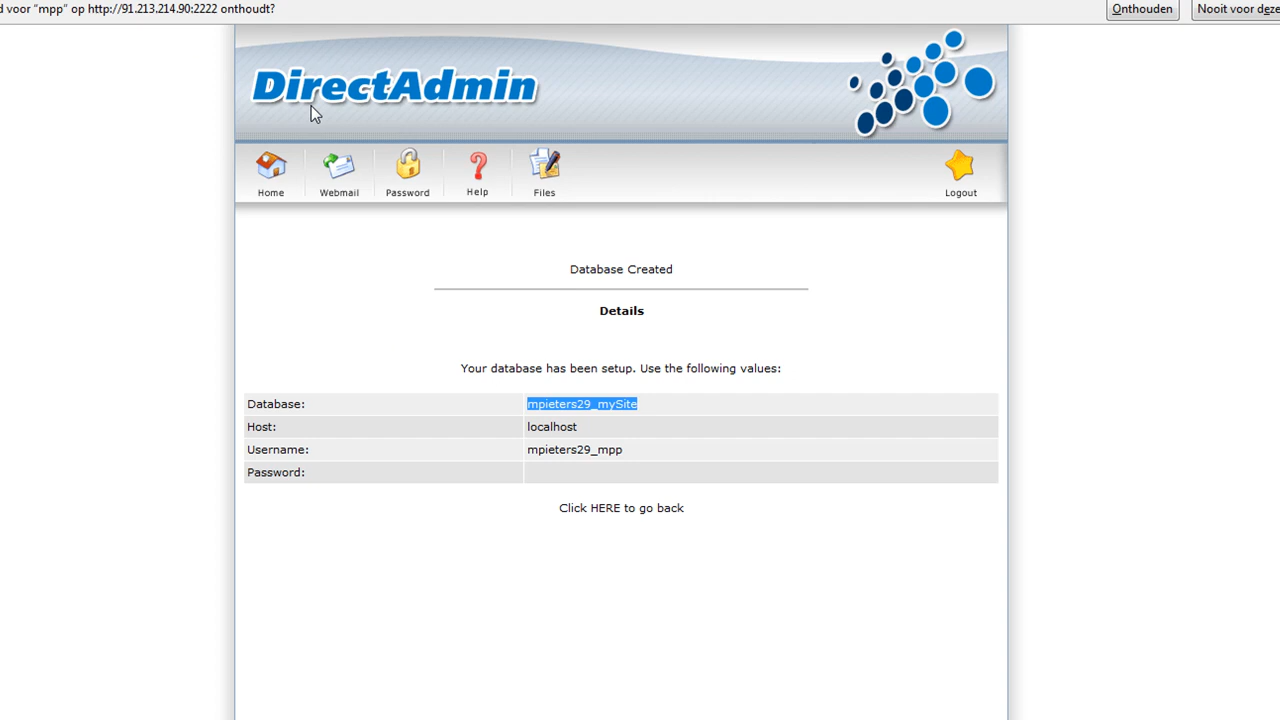 d voor “mpp” op http://91.213.214.90:2222 onthoudt?
Onthouden
Nooit voor deze
DirectAdmin
Home
Webmail
Password
Help
Files
Logout
Database Created
Details
Your database has been setup. Use the following values:
Database: mpieters29_mySite
Host: localhost
Username: mpieters29_mpp
Password:
Click HERE to go back